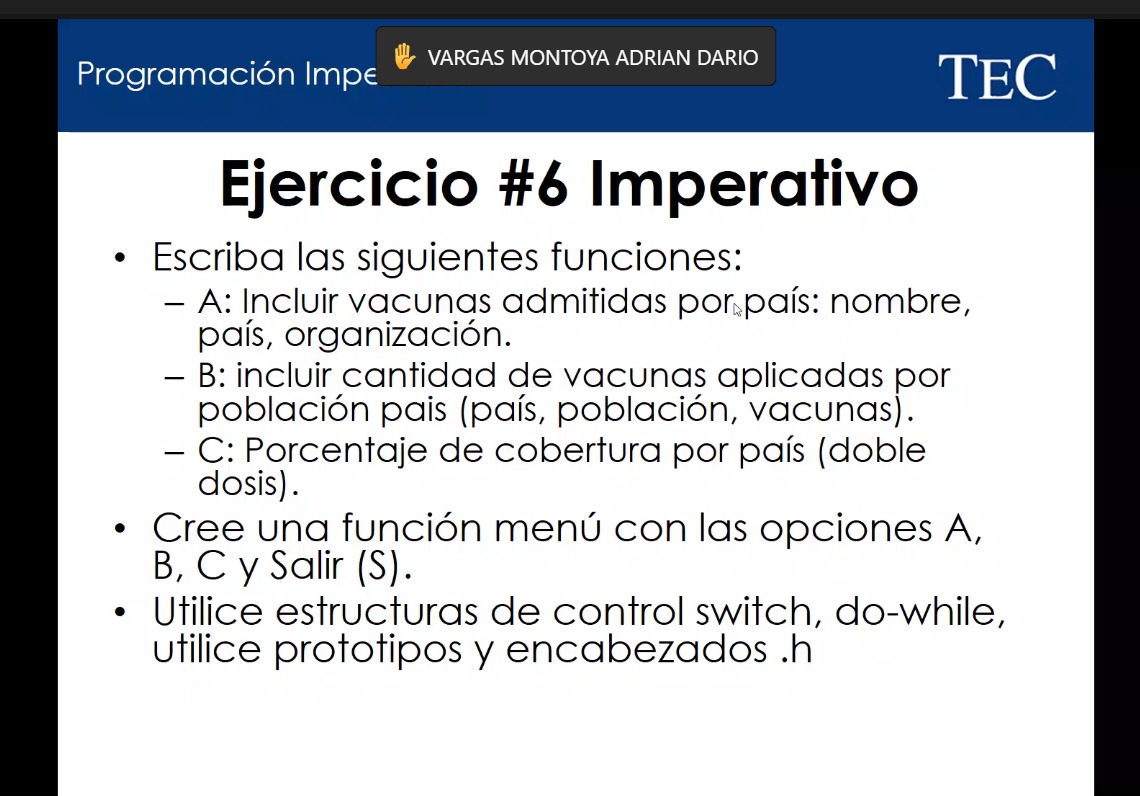 Programación Impe
✋ VARGAS MONTOYA ADRIAN DARIO
TEC
Ejercicio #6 Imperativo
• Escriba las siguientes funciones:
– A: Incluir vacunas admitidas por país: nombre,
país, organización.
– B: incluir cantidad de vacunas aplicadas por
población pais (país, población, vacunas).
– C: Porcentaje de cobertura por país (doble
dosis).
• Cree una función menú con las opciones A,
B, C y Salir (S).
• Utilice estructuras de control switch, do-while,
utilice prototipos y encabezados .h